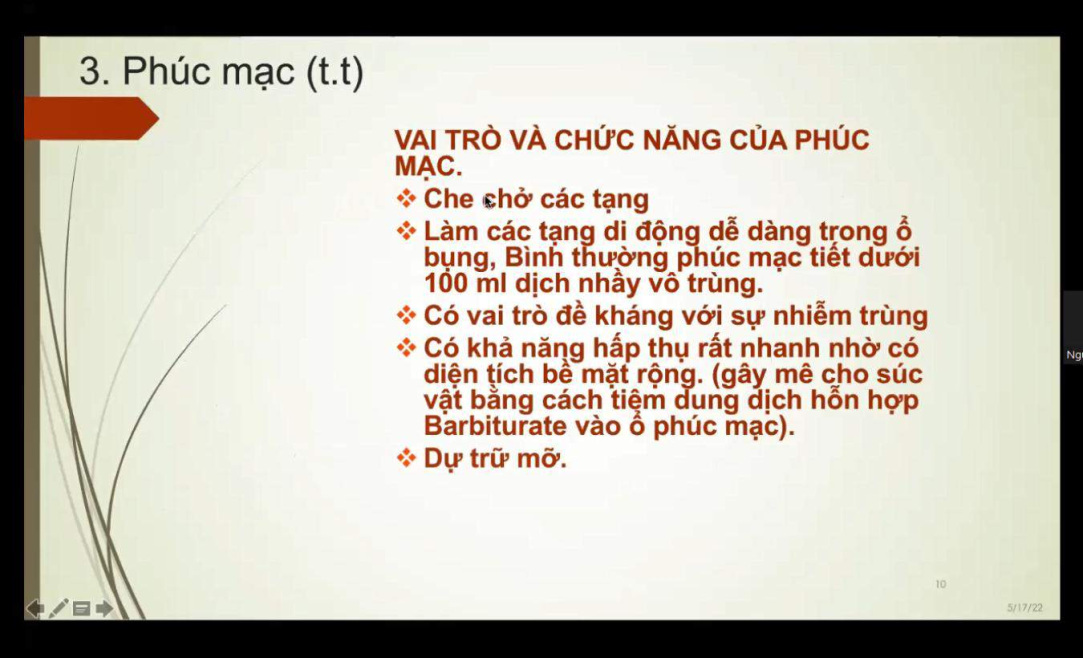 3. Phúc mạc (t.t)
VAI TRÒ VÀ CHỨC NĂNG CỦA PHÚC
MẠC.
Che chở các tạng
Làm các tạng di động dễ dàng trong ổ
bụng, Bình thường phúc mạc tiết dưới
100 ml dịch nhầy vô trùng.
Có vai trò đề kháng với sự nhiễm trùng
Có khả năng hấp thụ rất nhanh nhờ có
diện tích bề mặt rộng. (gây mê cho súc
vật bằng cách tiêm dung dịch hỗn hợp
Barbiturate vào ổ phúc mạc).
Dự trữ mỡ.
10
5/17/22